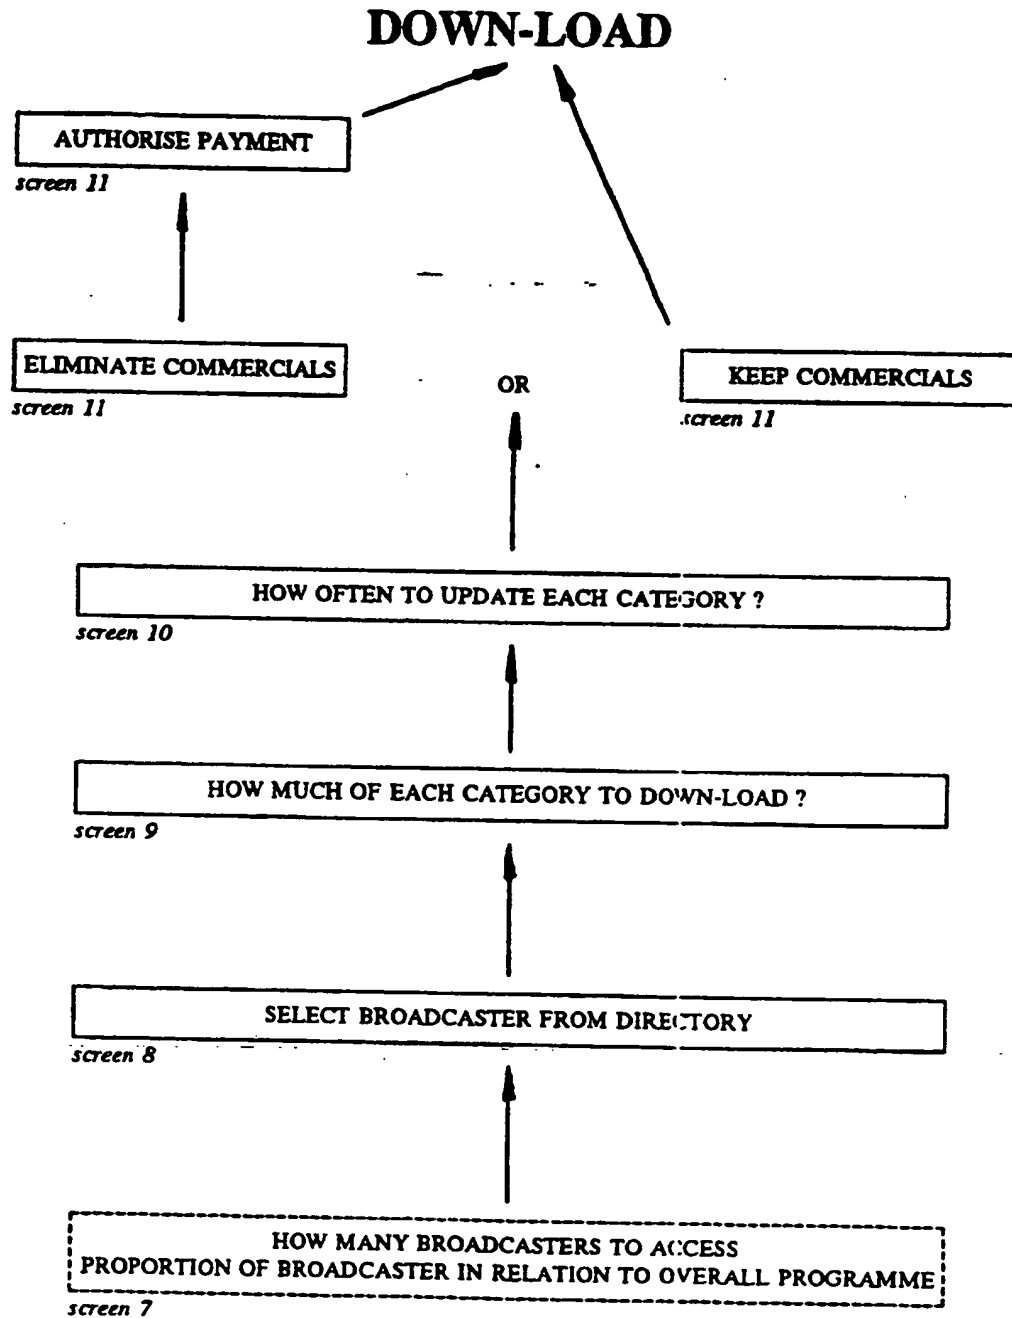 DOWN-LOAD
AUTHORISE PAYMENT
screen 11
ELIMINATE COMMERCIALS
screen 11
OR
KEEP COMMERCIALS
screen 11
HOW OFTEN TO UPDATE EACH CATEGORY ?
screen 10
HOW MUCH OF EACH CATEGORY TO DOWN-LOAD ?
screen 9
SELECT BROADCASTER FROM DIRECTORY
screen 8
HOW MANY BROADCASTERS TO ACCESS
PROPORTION OF BROADCASTER IN RELATION TO OVERALL PROGRAMME
screen 7